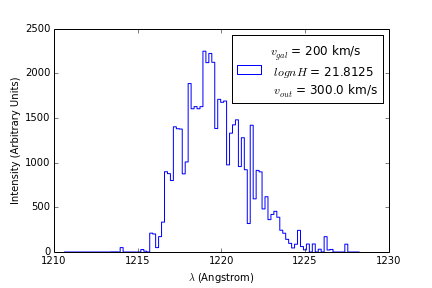 2500
2000
1500
1000
500
0
Intensity (Arbitrary Units)
v_gal = 200 km/s
lognH = 21.8125
v_out = 300.0 km/s
1210 1215 1220 1225 1230
λ (Angstrom)